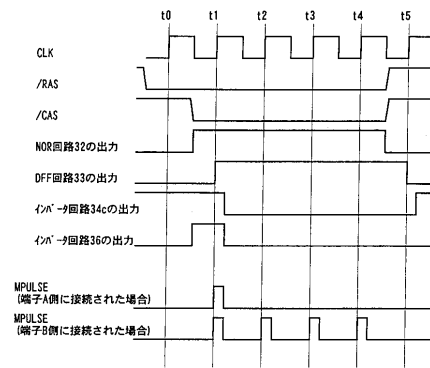 t0 t1 t2 t3 t4 t5
CLK
/RAS
/CAS
NOR回路32の出力
DFF回路33の出力
インバータ回路34cの出力
インバータ回路36の出力
MPULSE
(端子A側に接続された場合)
MPULSE
(端子B側に接続された場合)